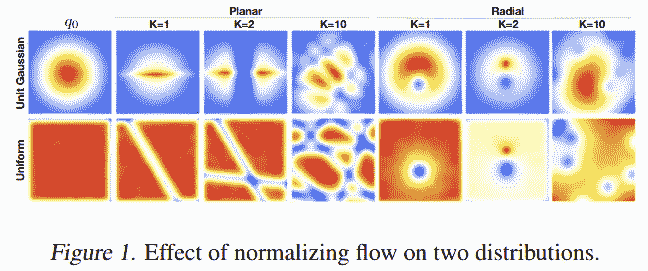 Planar Radial
q0 K=1 K=2 K=10 K=1 K=2 K=10
Unit Gaussian
Uniform
Figure 1. Effect of normalizing flow on two distributions.